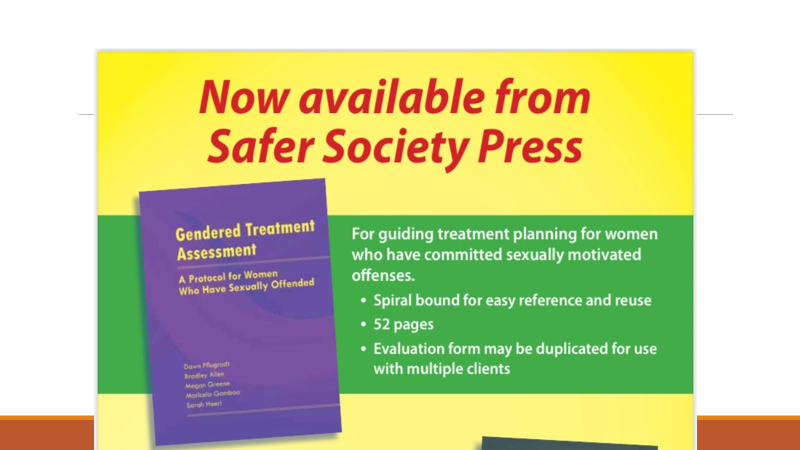 Now available from
Safer Society Press
Gendered Treatment
Assessment
A Protocol for Women
Who Have Sexually Offended
Dawn Pflugradt
Bradley Allen
Megan Greene
Maricela Gamboa
Sarah Haerl
For guiding treatment planning for women
who have committed sexually motivated
offenses.
• Spiral bound for easy reference and reuse
• 52 pages
• Evaluation form may be duplicated for use
with multiple clients